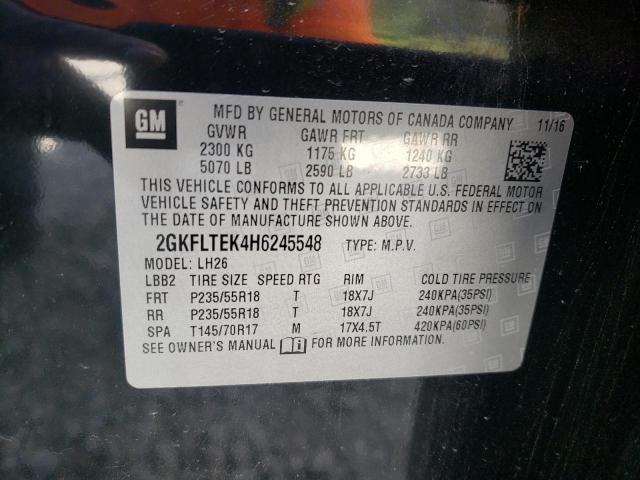 GM
MFD BY GENERAL MOTORS OF CANADA COMPANY 11/16
GVWR GAWR FRT GAWR RR
2300 KG 1175 KG 1240 KG
5070 LB 2590 LB 2733 LB
THIS VEHICLE CONFORMS TO ALL APPLICABLE U.S. FEDERAL MOTOR
VEHICLE SAFETY AND THEFT PREVENTION STANDARDS IN EFFECT ON
THE DATE OF MANUFACTURE SHOWN ABOVE.
2GKFLTEK4H6245548 TYPE: M.P.V.
MODEL: LH26
LBB2 TIRE SIZE SPEED RTG RIM COLD TIRE PRESSURE
FRT P235/55R18 T 18X7J 240KPA(35PSI)
RR P235/55R18 T 18X7J 240KPA(35PSI)
SPA T145/70R17 M 17X4.5T 420KPA(60PSI)
SEE OWNER'S MANUAL FOR MORE INFORMATION.